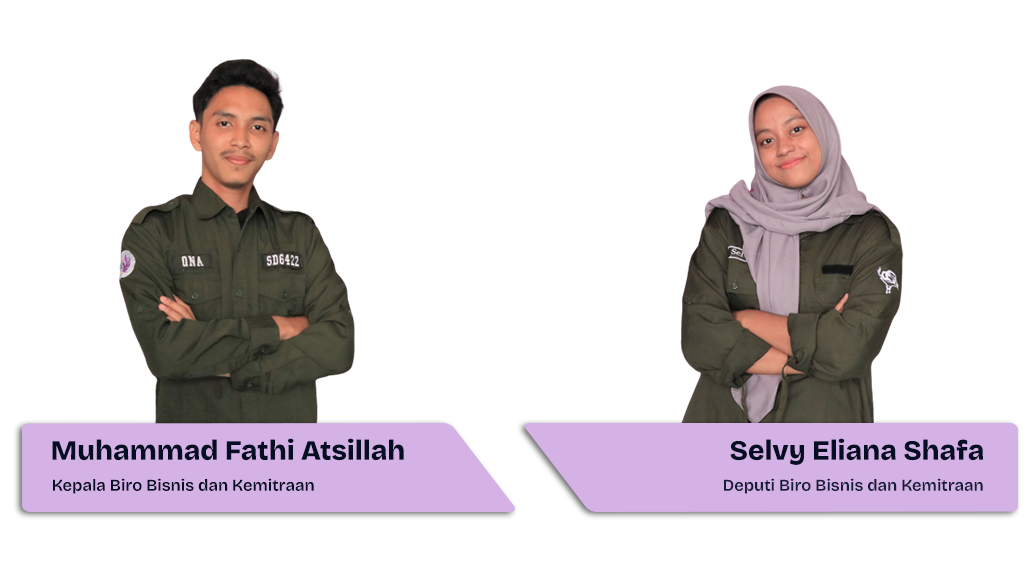 QNA
SD6422
Muhammad Fathi Atsillah
Kepala Biro Bisnis dan Kemitraan
Selvy Eliana Shafa
Deputi Biro Bisnis dan Kemitraan